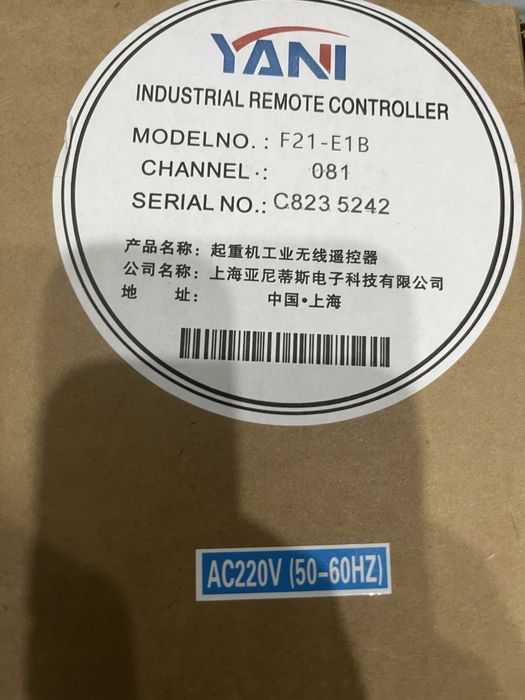 YANI
INDUSTRIAL REMOTE CONTROLLER
MODELNO.: F21-E1B
CHANNEL.: 081
SERIAL NO.: C823 5242
产品名称: 起重机工业无线遥控器
公司名称: 上海亚尼蒂斯电子科技有限公司
地 址: 中国•上海
AC220V (50-60HZ)